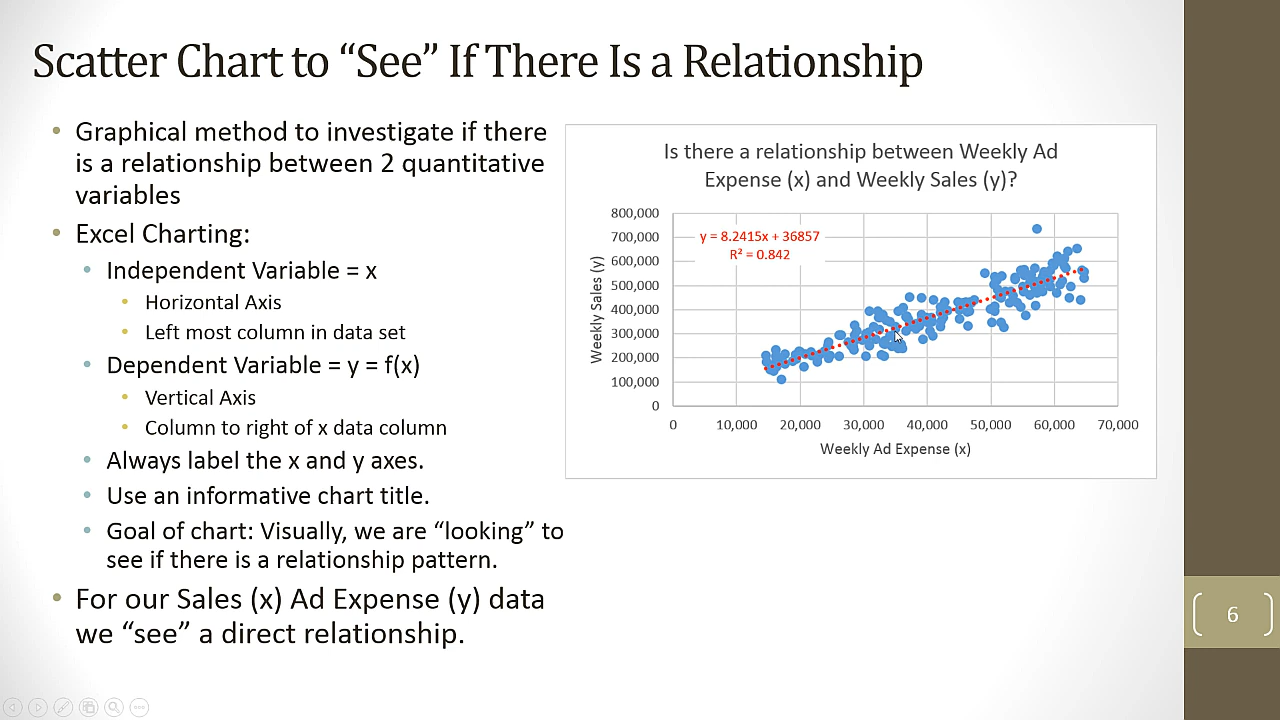 Scatter Chart to “See” If There Is a Relationship
• Graphical method to investigate if there
is a relationship between 2 quantitative
variables
• Excel Charting:
• Independent Variable = x
• Horizontal Axis
• Left most column in data set
• Dependent Variable = y = f(x)
• Vertical Axis
• Column to right of x data column
• Always label the x and y axes.
• Use an informative chart title.
• Goal of chart: Visually, we are “looking” to
see if there is a relationship pattern.
• For our Sales (x) Ad Expense (y) data
we “see” a direct relationship.
Is there a relationship between Weekly Ad
Expense (x) and Weekly Sales (y)?
y = 8.2415x + 36857
R² = 0.842
Weekly Sales (y)
800,000
700,000
600,000
500,000
400,000
300,000
200,000
100,000
0
0 10,000 20,000 30,000 40,000 50,000 60,000 70,000
Weekly Ad Expense (x)
6